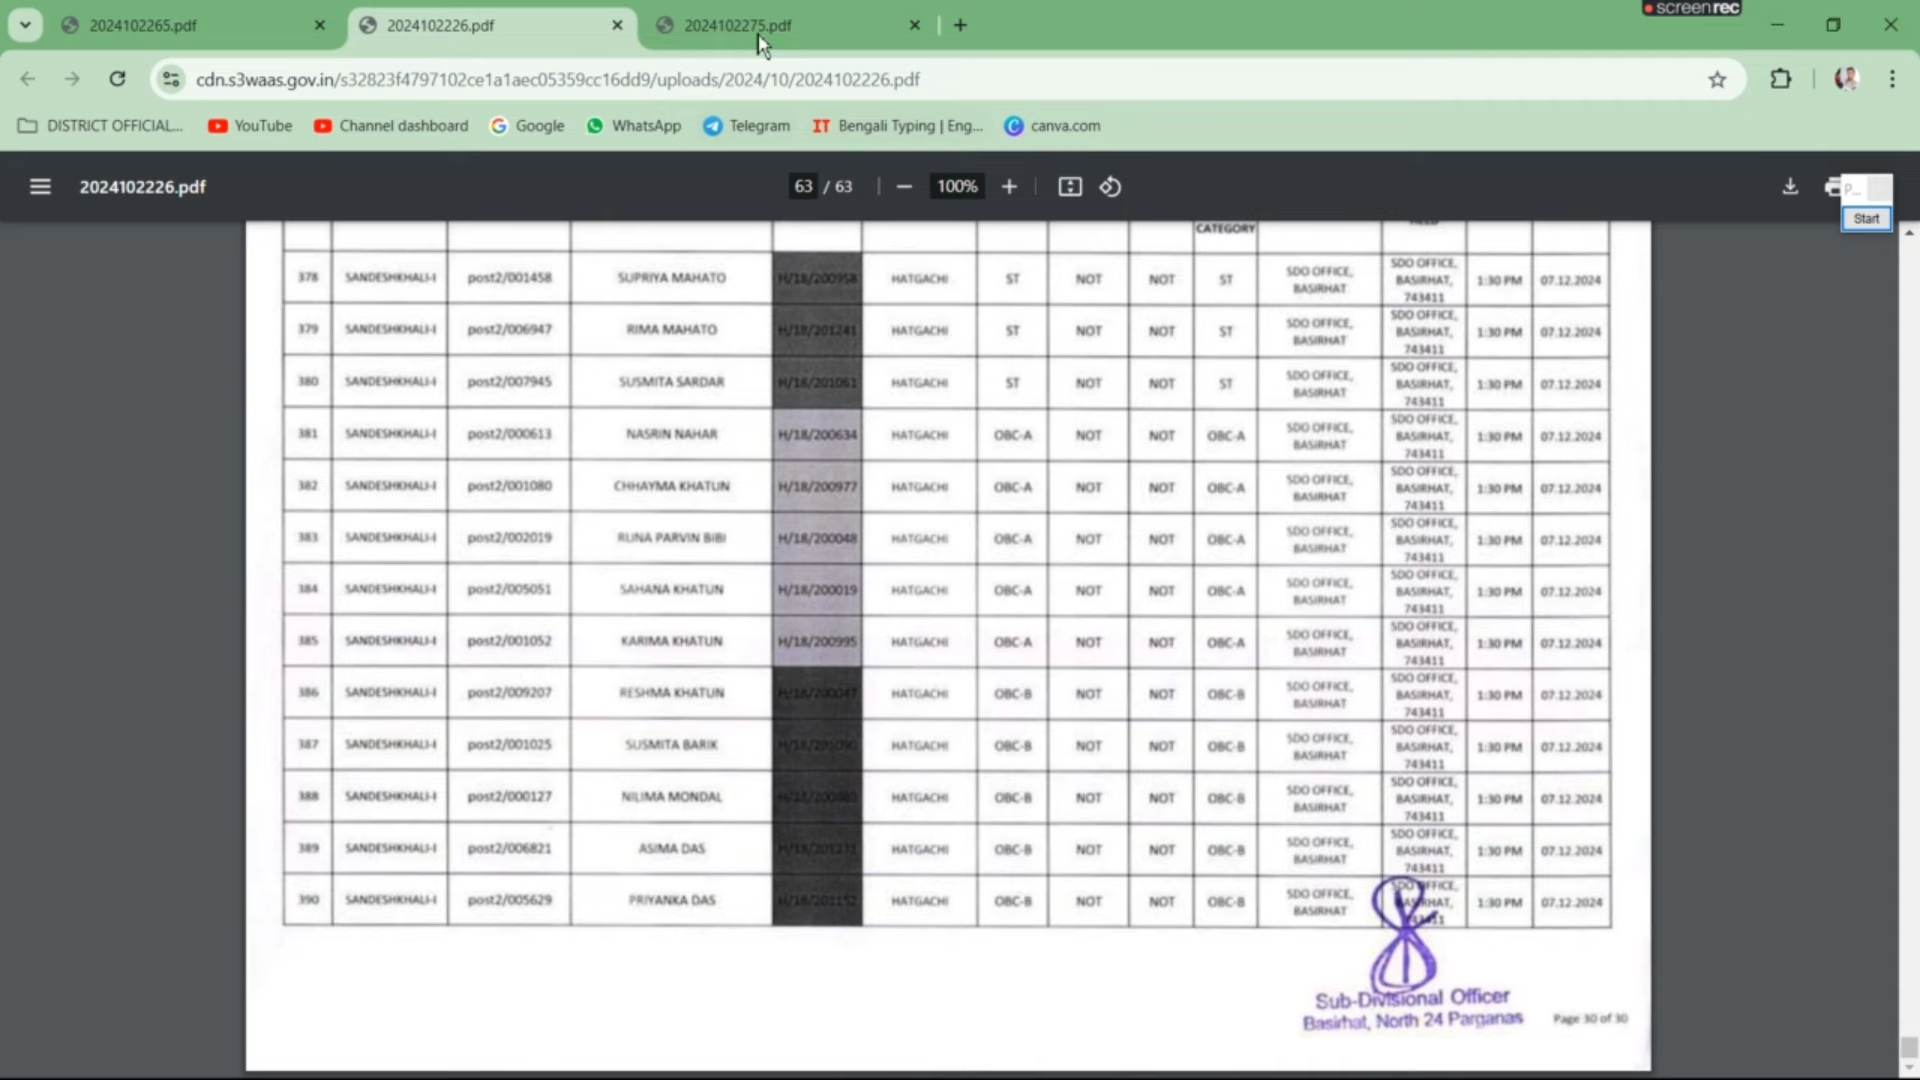 screenrec
2024102265.pdf
2024102226.pdf
2024102275.pdf
cdn.s3waas.gov.in/s32823f4797102ce1a1aec05359cc16dd9/uploads/2024/10/2024102226.pdf
DISTRICT OFFICIAL... YouTube Channel dashboard Google WhatsApp Telegram IT Bengali Typing | Eng... canva.com
2024102226.pdf 63 / 63 100% P...
Start
CATEGORY
378 SANDESHKHALI-I post2/001458 SUPRIYA MAHATO H/18/200958 HATGACHI ST NOT NOT ST SDO OFFICE, BASIRHAT SDO OFFICE, BASIRHAT, 743411 1:30 PM 07.12.2024
379 SANDESHKHALI-I post2/006947 RIMA MAHATO H/18/201241 HATGACHI ST NOT NOT ST SDO OFFICE, BASIRHAT SDO OFFICE, BASIRHAT, 743411 1:30 PM 07.12.2024
380 SANDESHKHALI-I post2/007945 SUSMITA SARDAR H/18/201061 HATGACHI ST NOT NOT ST SDO OFFICE, BASIRHAT SDO OFFICE, BASIRHAT, 743411 1:30 PM 07.12.2024
381 SANDESHKHALI-I post2/000613 NASRIN NAHAR H/18/200634 HATGACHI OBC-A NOT NOT OBC-A SDO OFFICE, BASIRHAT SDO OFFICE, BASIRHAT, 743411 1:30 PM 07.12.2024
382 SANDESHKHALI-I post2/001080 CHHAYMA KHATUN H/18/200977 HATGACHI OBC-A NOT NOT OBC-A SDO OFFICE, BASIRHAT SDO OFFICE, BASIRHAT, 743411 1:30 PM 07.12.2024
383 SANDESHKHALI-I post2/002019 RUNA PARVIN BIBI H/18/200048 HATGACHI OBC-A NOT NOT OBC-A SDO OFFICE, BASIRHAT SDO OFFICE, BASIRHAT, 743411 1:30 PM 07.12.2024
384 SANDESHKHALI-I post2/005051 SAHANA KHATUN H/18/200019 HATGACHI OBC-A NOT NOT OBC-A SDO OFFICE, BASIRHAT SDO OFFICE, BASIRHAT, 743411 1:30 PM 07.12.2024
385 SANDESHKHALI-I post2/001052 KARIMA KHATUN H/18/200995 HATGACHI OBC-A NOT NOT OBC-A SDO OFFICE, BASIRHAT SDO OFFICE, BASIRHAT, 743411 1:30 PM 07.12.2024
386 SANDESHKHALI-I post2/009207 RESHMA KHATUN HATGACHI OBC-B NOT NOT OBC-B SDO OFFICE, BASIRHAT SDO OFFICE, BASIRHAT, 743411 1:30 PM 07.12.2024
387 SANDESHKHALI-I post2/001025 SUSMITA BARIK HATGACHI OBC-B NOT NOT OBC-B SDO OFFICE, BASIRHAT SDO OFFICE, BASIRHAT, 743411 1:30 PM 07.12.2024
388 SANDESHKHALI-I post2/000127 NILIMA MONDAL HATGACHI OBC-B NOT NOT OBC-B SDO OFFICE, BASIRHAT SDO OFFICE, BASIRHAT, 743411 1:30 PM 07.12.2024
389 SANDESHKHALI-I post2/006821 ASIMA DAS HATGACHI OBC-B NOT NOT OBC-B SDO OFFICE, BASIRHAT SDO OFFICE, BASIRHAT, 743411 1:30 PM 07.12.2024
390 SANDESHKHALI-I post2/005629 PRIYANKA DAS HATGACHI OBC-B NOT NOT OBC-B SDO OFFICE, BASIRHAT SDO OFFICE, BASIRHAT, 743411 1:30 PM 07.12.2024
Sub-Divisional Officer
Basirhat, North 24 Parganas Page 30 of 30